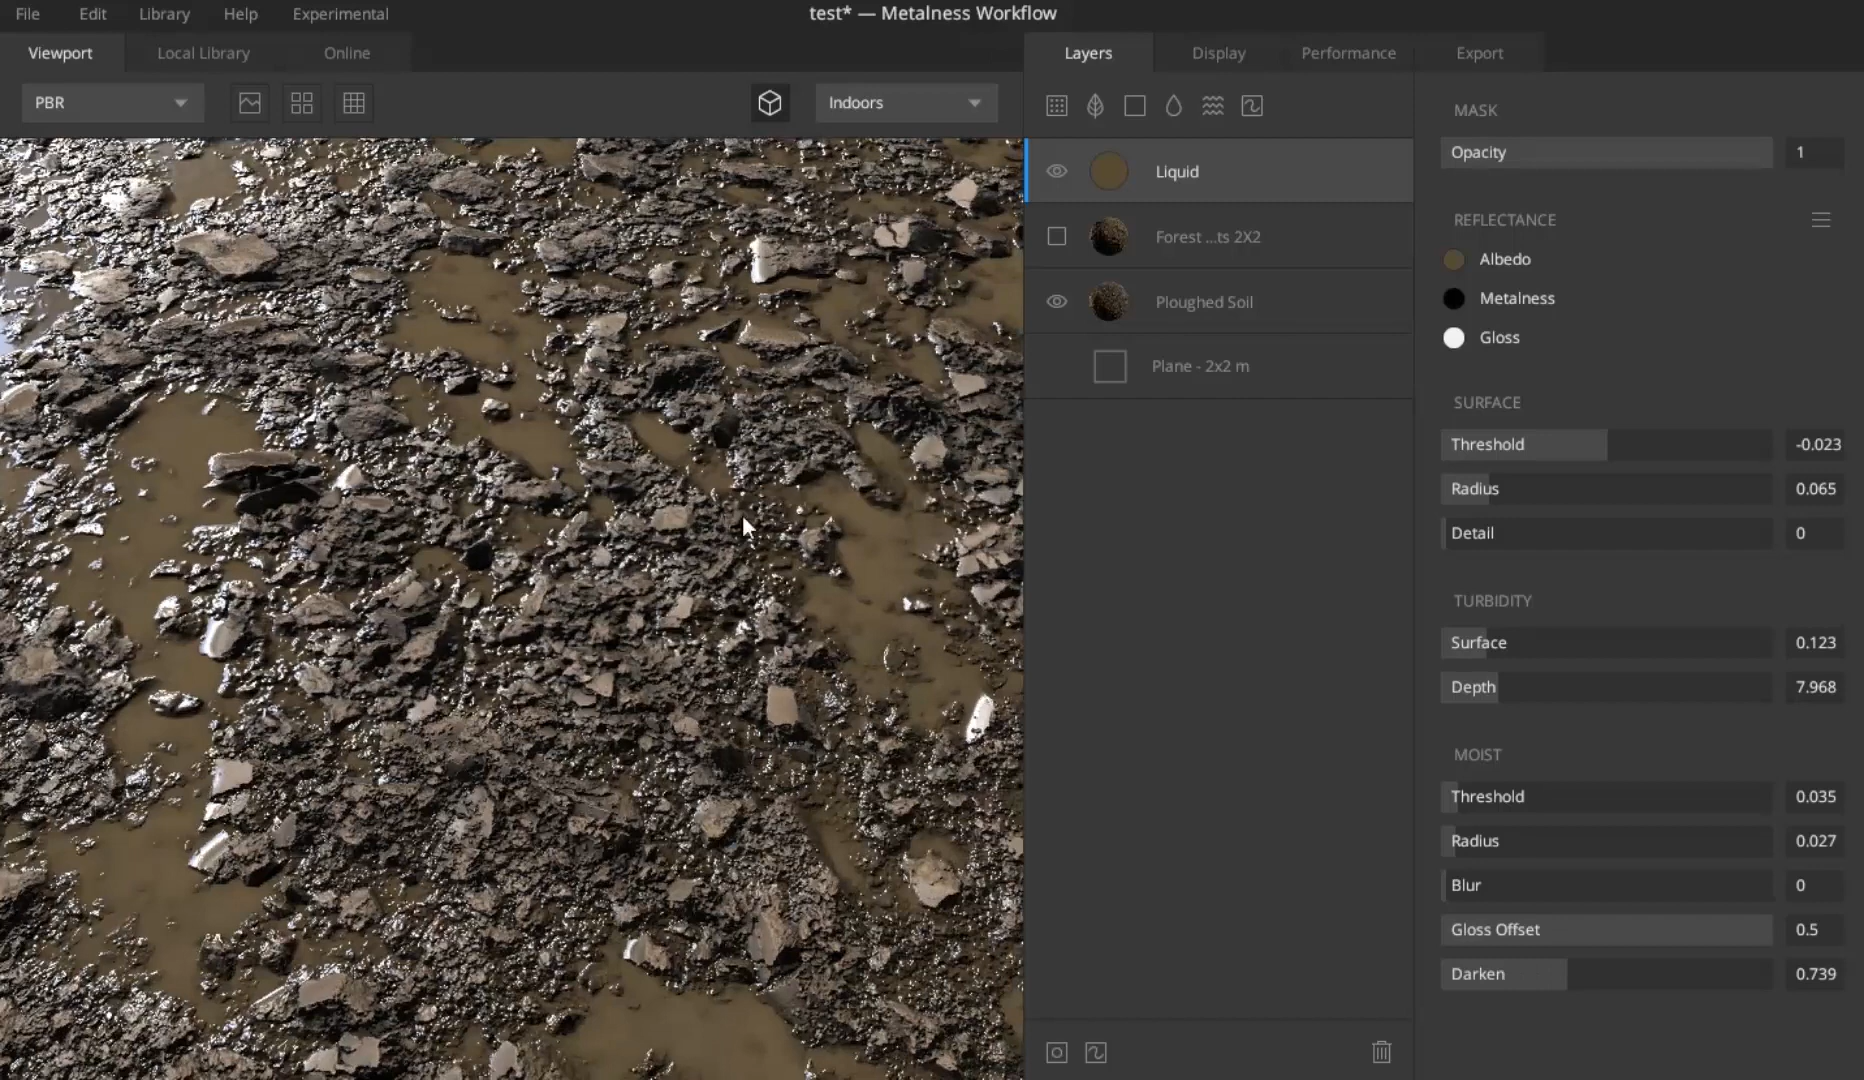 File Edit Library Help Experimental
test* — Metalness Workflow
Viewport Local Library Online
Layers Display Performance Export
PBR
Indoors
Liquid
Forest ...ts 2X2
Ploughed Soil
Plane - 2x2 m
MASK
Opacity 1
REFLECTANCE
Albedo
Metalness
Gloss
SURFACE
Threshold -0.023
Radius 0.065
Detail 0
TURBIDITY
Surface 0.123
Depth 7.968
MOIST
Threshold 0.035
Radius 0.027
Blur 0
Gloss Offset 0.5
Darken 0.739